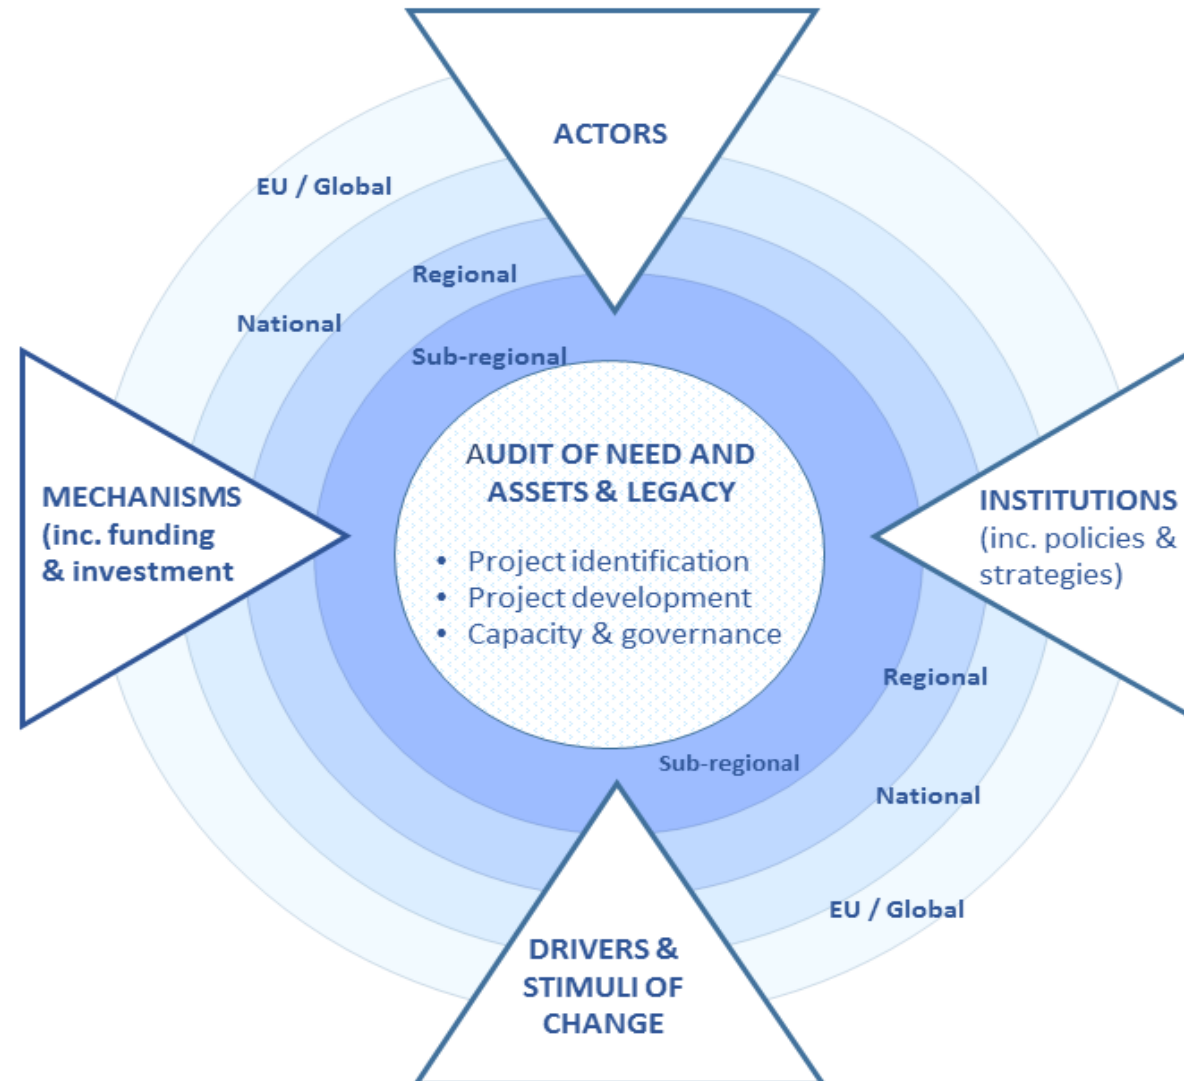 ACTORS
EU / Global
Regional
National
Sub-regional
AUDIT OF NEED AND
ASSETS & LEGACY
• Project identification
• Project development
• Capacity & governance
MECHANISMS
(inc. funding
& investment
INSTITUTIONS
(inc. policies &
strategies)
Regional
Sub-regional
National
EU / Global
DRIVERS &
STIMULI OF
CHANGE